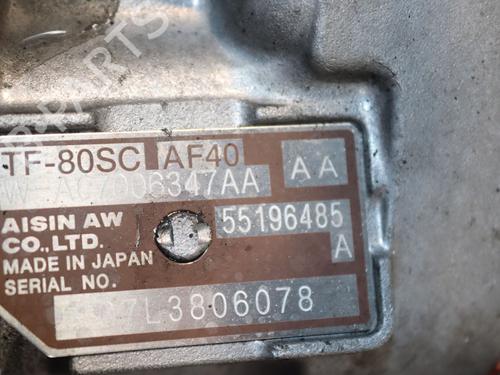 TF-80SC AF40
AA
AISIN AW
CO.,LTD.
55196485
A
MADE IN JAPAN
SERIAL NO.
7L3806078